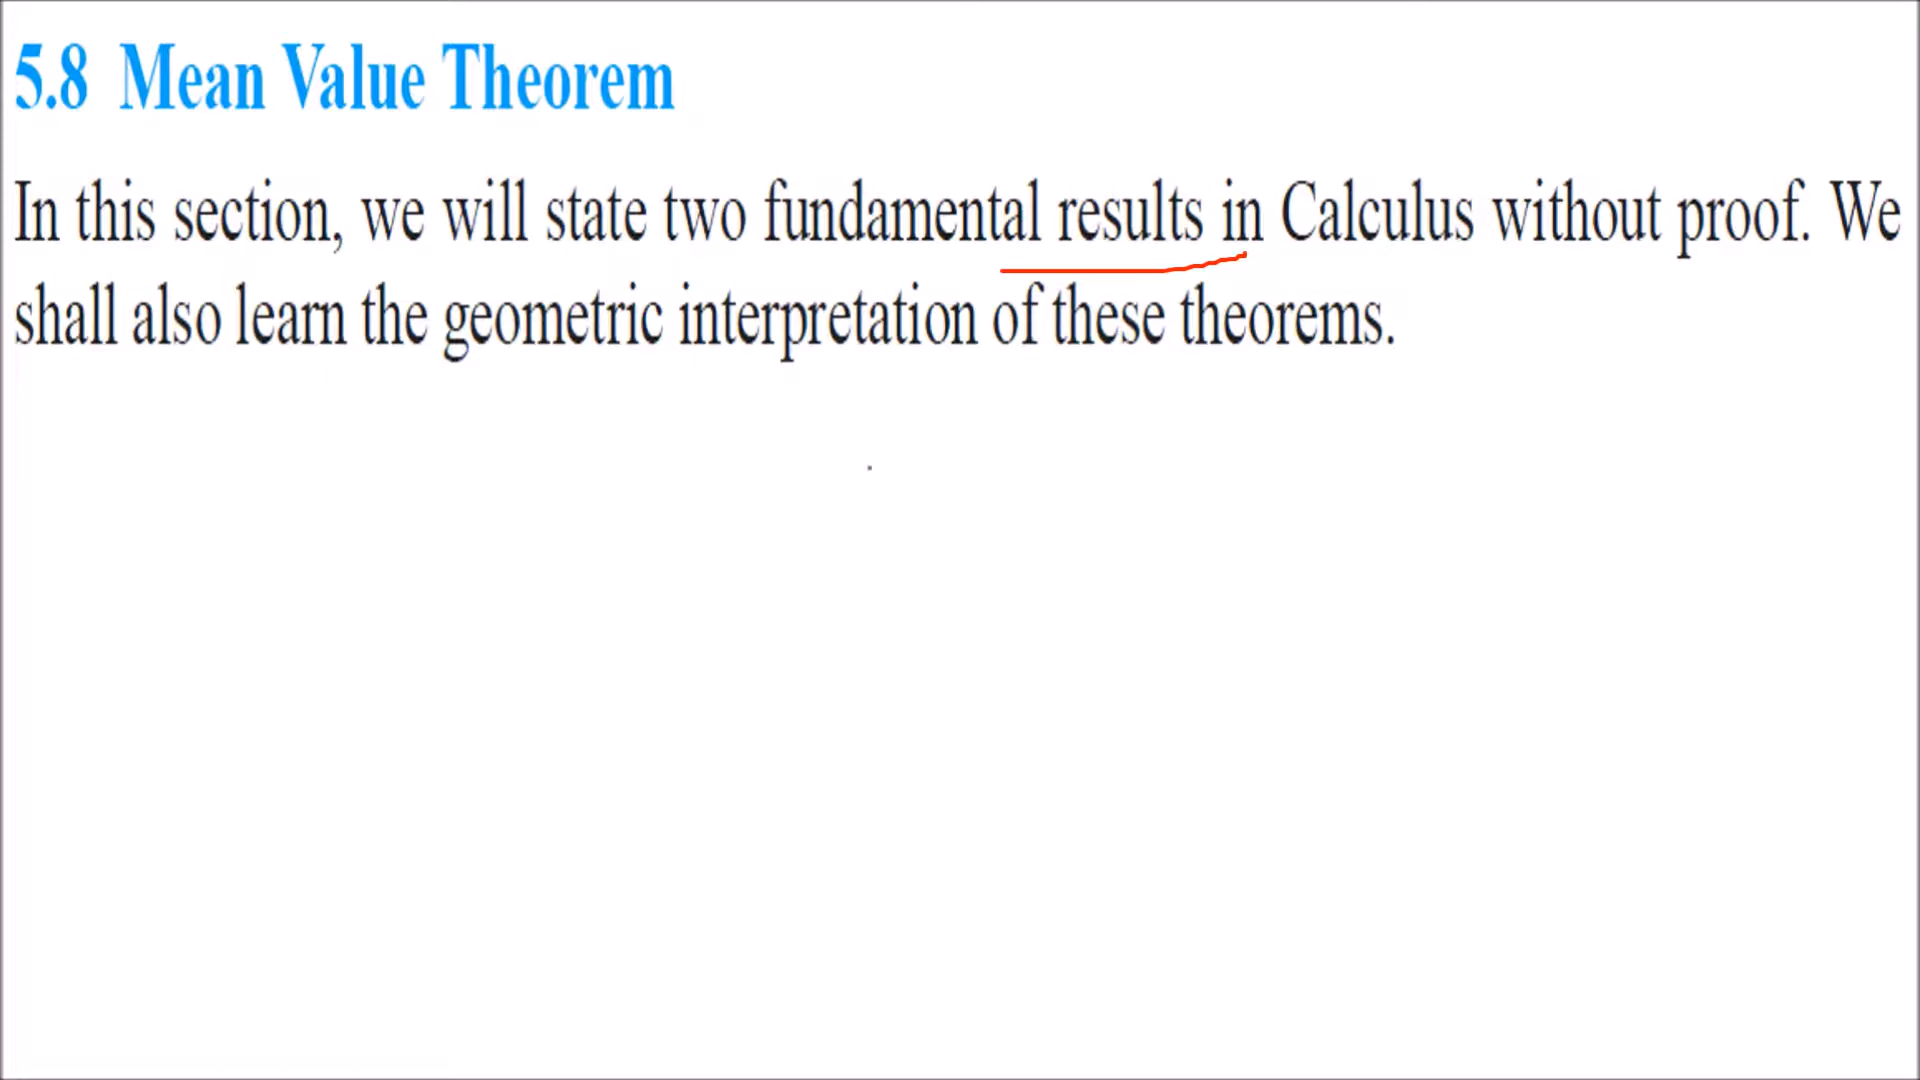 5.8 Mean Value Theorem
In this section, we will state two fundamental results in Calculus without proof. We
shall also learn the geometric interpretation of these theorems.